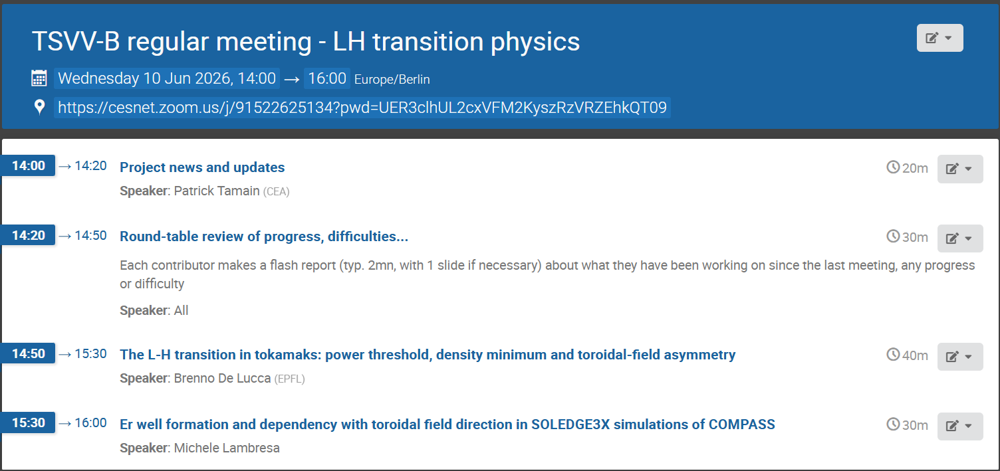 TSVV-B regular meeting - LH transition physics
Wednesday 10 Jun 2026, 14:00 → 16:00 Europe/Berlin
https://cesnet.zoom.us/j/91522625134?pwd=UER3clhUL2cxVFM2KyszRzVRZEhkQT09
14:00 → 14:20 Project news and updates 20m
Speaker: Patrick Tamain (CEA)
14:20 → 14:50 Round-table review of progress, difficulties... 30m
Each contributor makes a flash report (typ. 2mn, with 1 slide if necessary) about what they have been working on since the last meeting, any progress
or difficulty
Speaker: All
14:50 → 15:30 The L-H transition in tokamaks: power threshold, density minimum and toroidal-field asymmetry 40m
Speaker: Brenno De Lucca (EPFL)
15:30 → 16:00 Er well formation and dependency with toroidal field direction in SOLEDGE3X simulations of COMPASS 30m
Speaker: Michele Lambresa